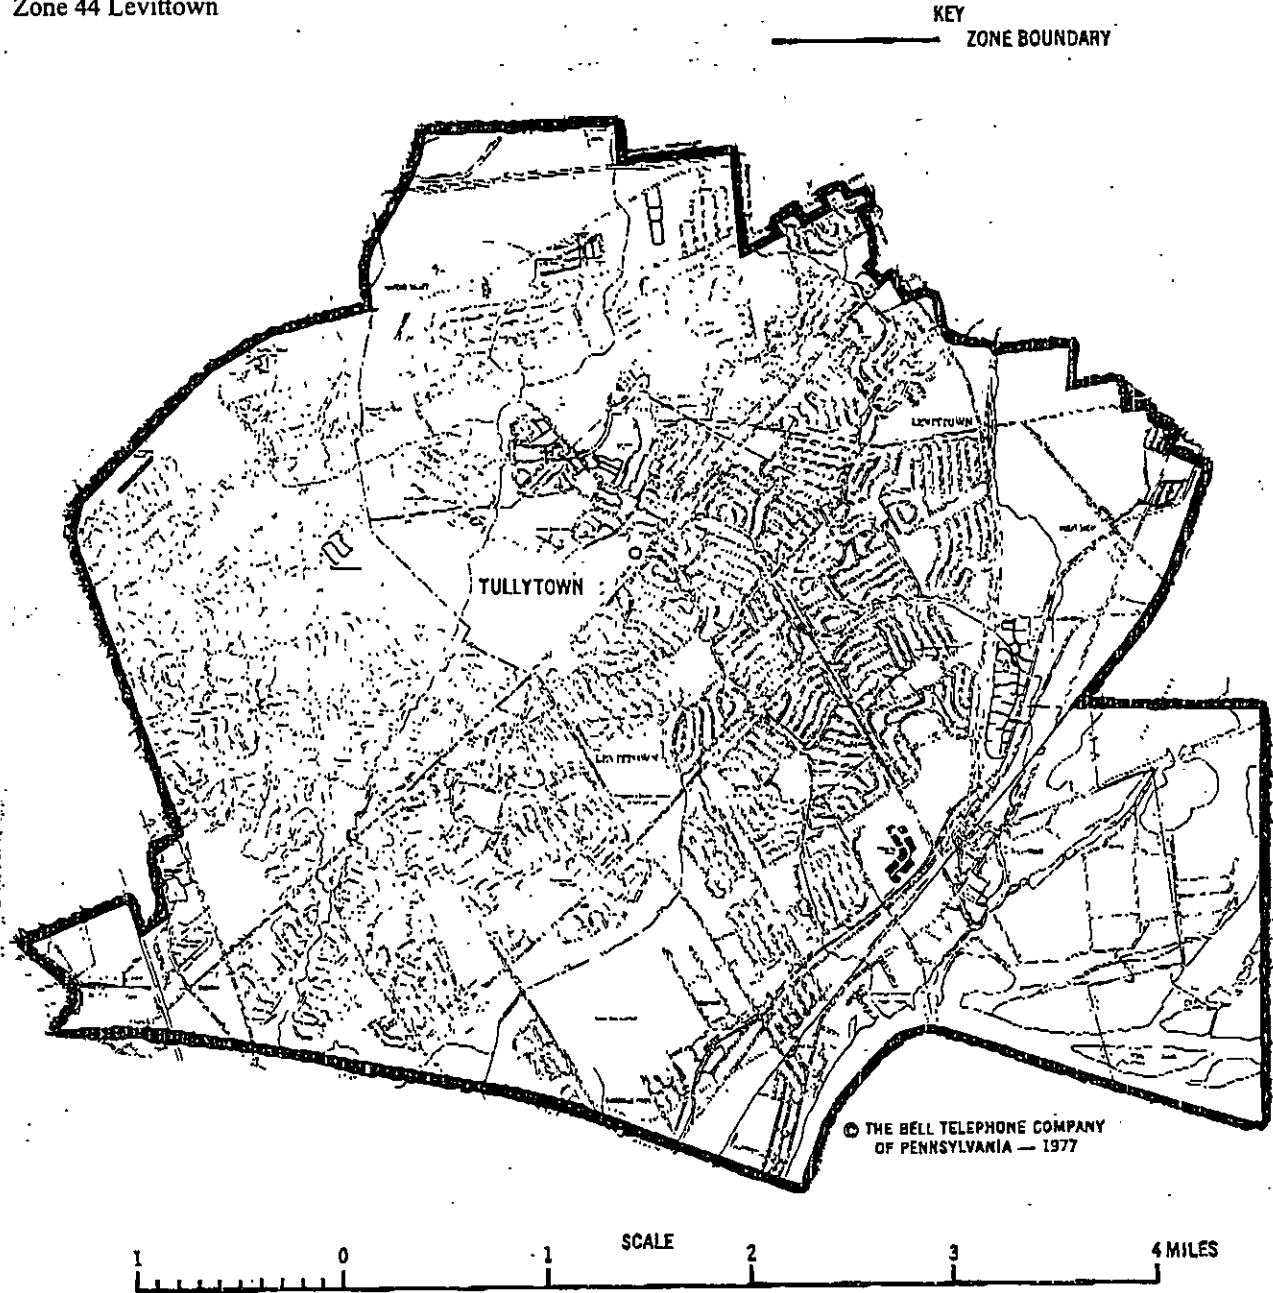 Zone 44 Levittown
KEY
ZONE BOUNDARY
LEVITTOWN
TULLYTOWN
LEVITTOWN
© THE BELL TELEPHONE COMPANY
OF PENNSYLVANIA — 1977
SCALE
1 0 1 2 3 4 MILES